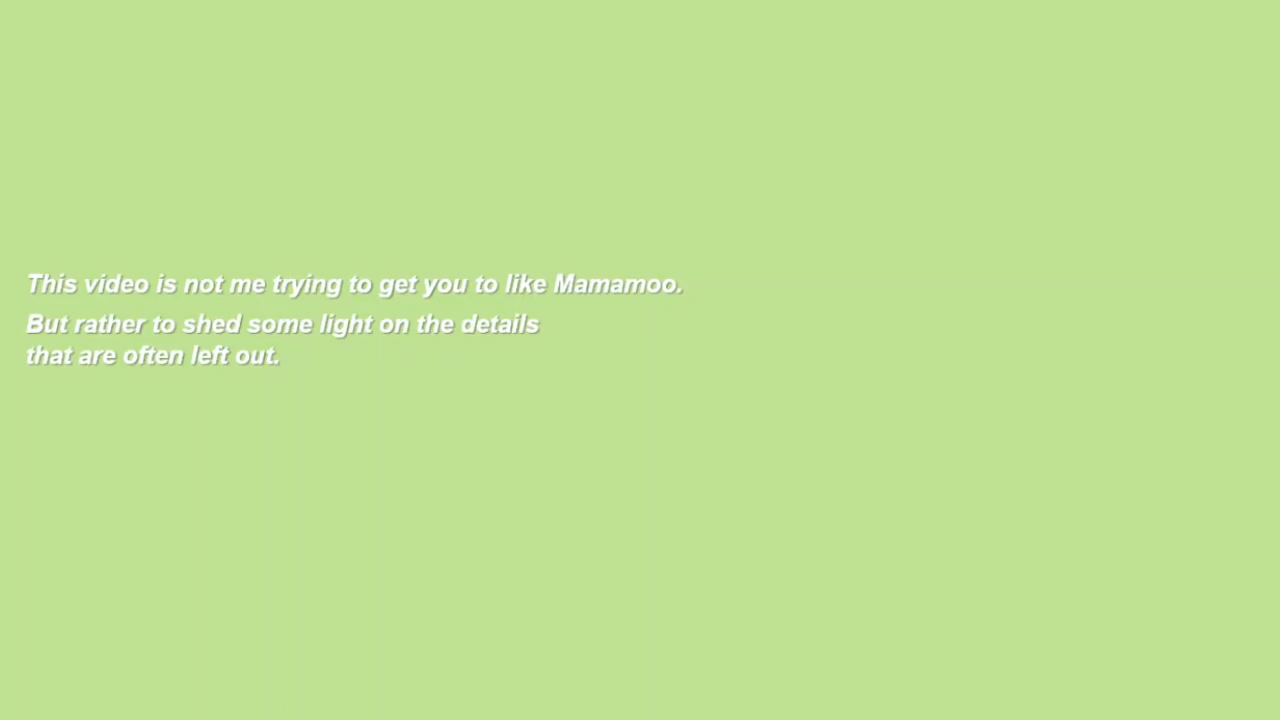 This video is not me trying to get you to like Mamamoo.
But rather to shed some light on the details
that are often left out.